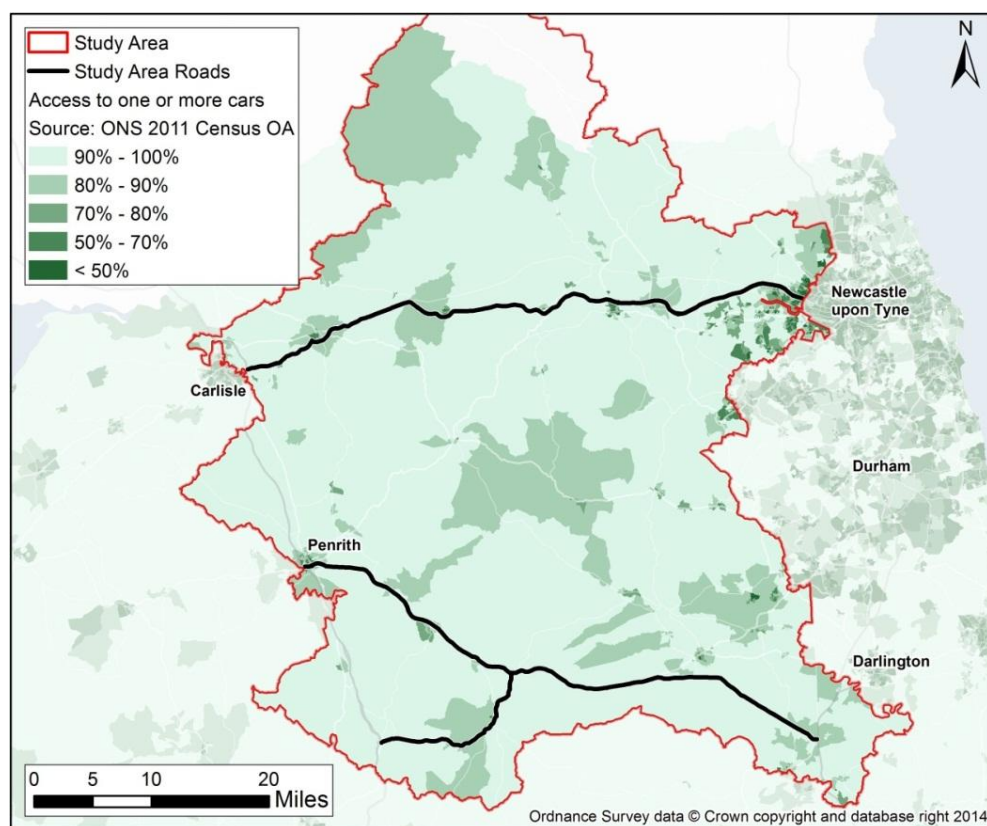 Study Area
Study Area Roads
Access to one or more cars
Source: ONS 2011 Census OA
90% - 100%
80% - 90%
70% - 80%
50% - 70%
< 50%
N
Newcastle
upon Tyne
Carlisle
Durham
Penrith
Darlington
0 5 10 20
Miles
Ordnance Survey data © Crown copyright and database right 2014